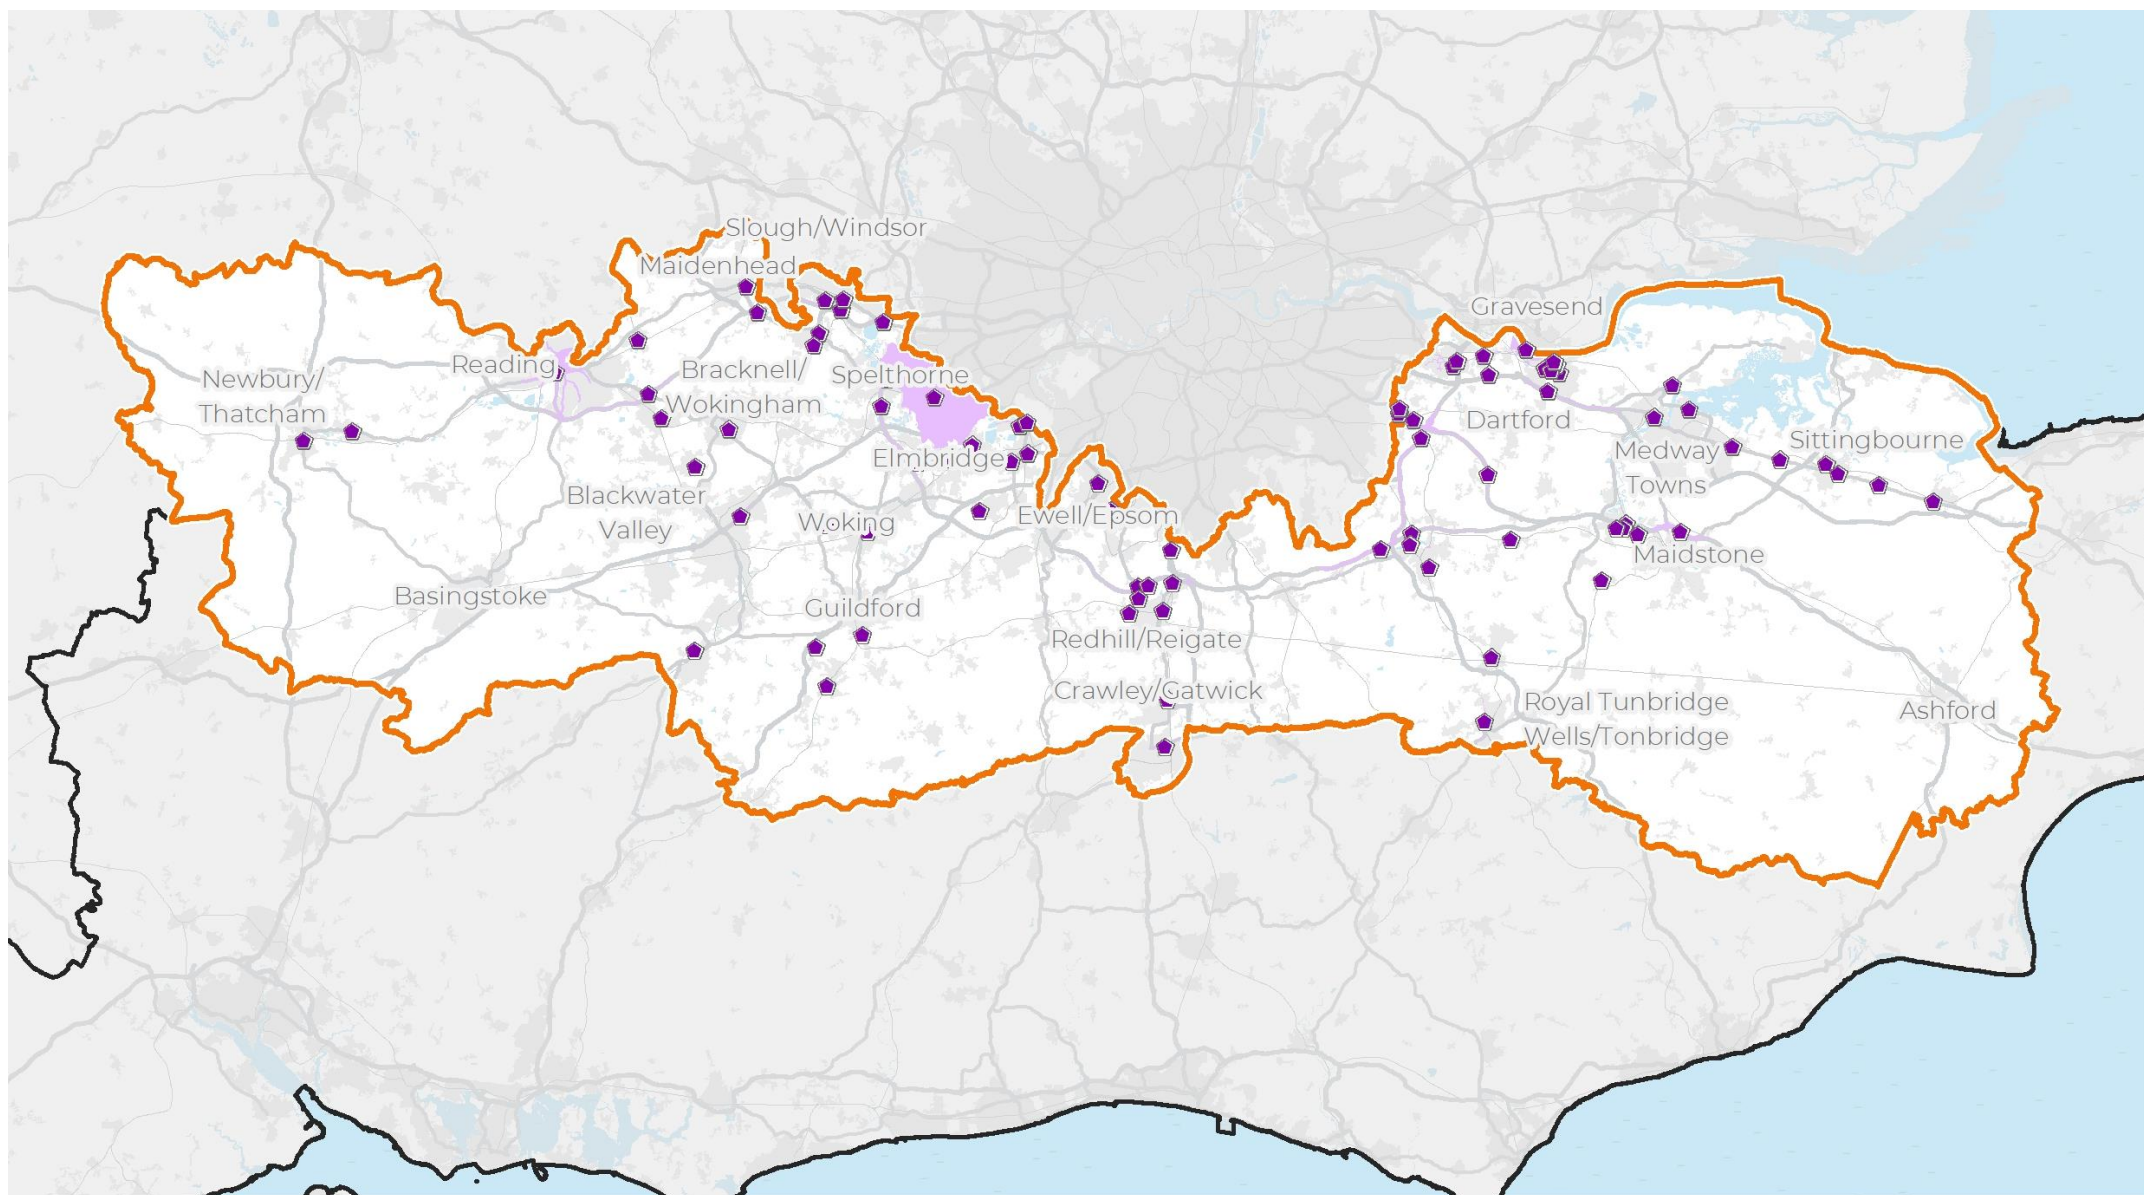 Slough/Windsor
Maidenhead
Gravesend
Reading
Bracknell/
Wokingham
Spelthorne
Newbury/
Thatcham
Dartford
Sittingbourne
Elmbridge
Medway
Towns
Blackwater
Valley
Woking
Ewell/Epsom
Maidstone
Basingstoke
Guildford
Redhill/Reigate
Crawley/Gatwick
Royal Tunbridge
Wells/Tonbridge
Ashford